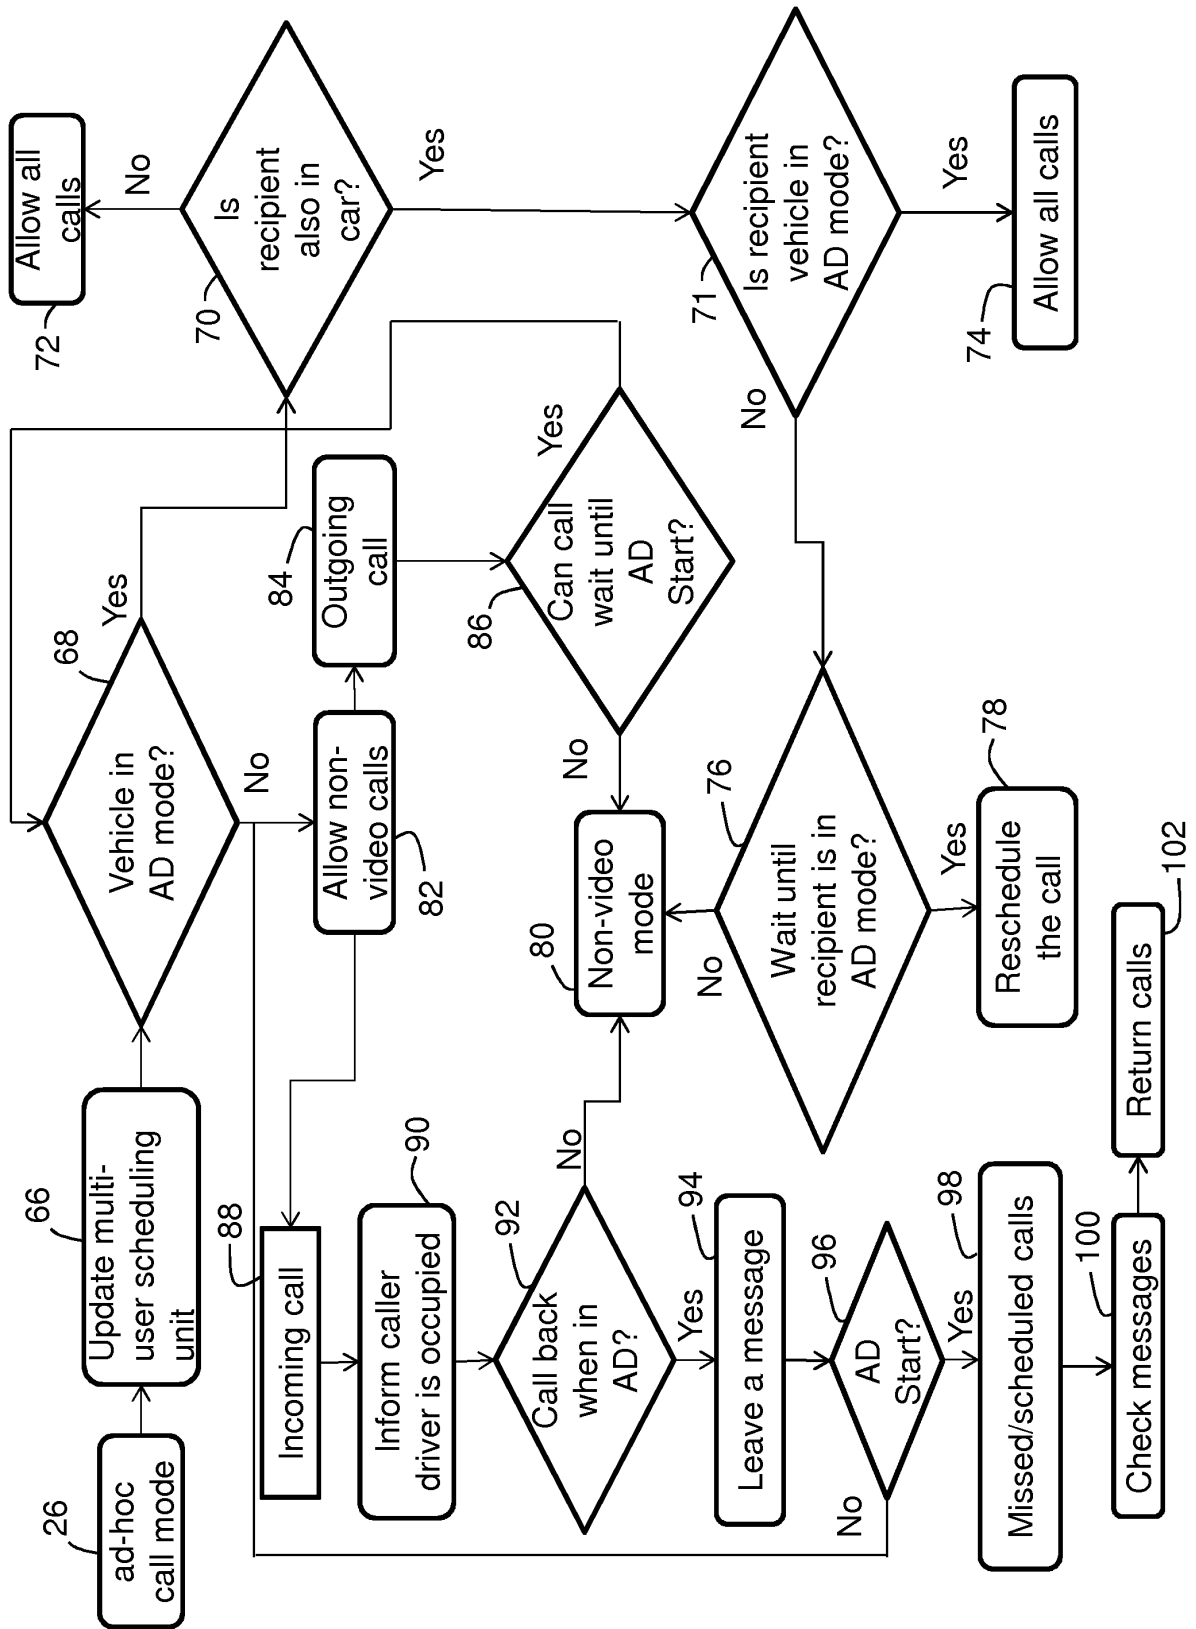 26
ad-hoc
call mode
66
Update multi-
user scheduling
unit
68
Vehicle in
AD mode?
Yes
No
70
Is
recipient
also in
car?
No
Yes
72
Allow all
calls
71
Is recipient
vehicle in
AD mode?
No
Yes
74
Allow all calls
82
Allow non-
video calls
84
Outgoing
call
86
Can call
wait until
AD
Start?
Yes
No
80
Non-video
mode
76
Wait until
recipient is in
AD mode?
No
Yes
78
Reschedule
the call
88
Incoming call
90
Inform caller
driver is occupied
92
Call back
when in
AD?
No
Yes
94
Leave a message
96
AD
Start?
No
Yes
98
Missed/scheduled calls
100
Check messages
102
Return calls